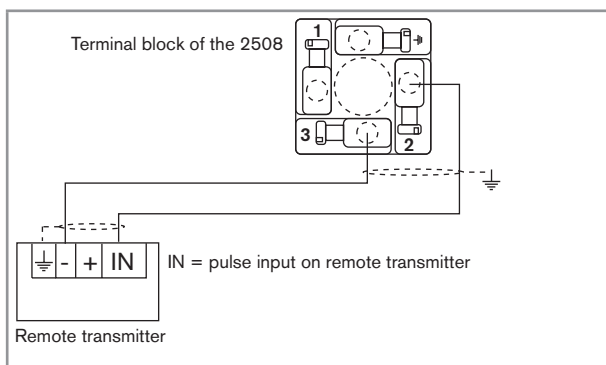 Terminal block of the 2508
1
3
2
- + IN
IN = pulse input on remote transmitter
Remote transmitter